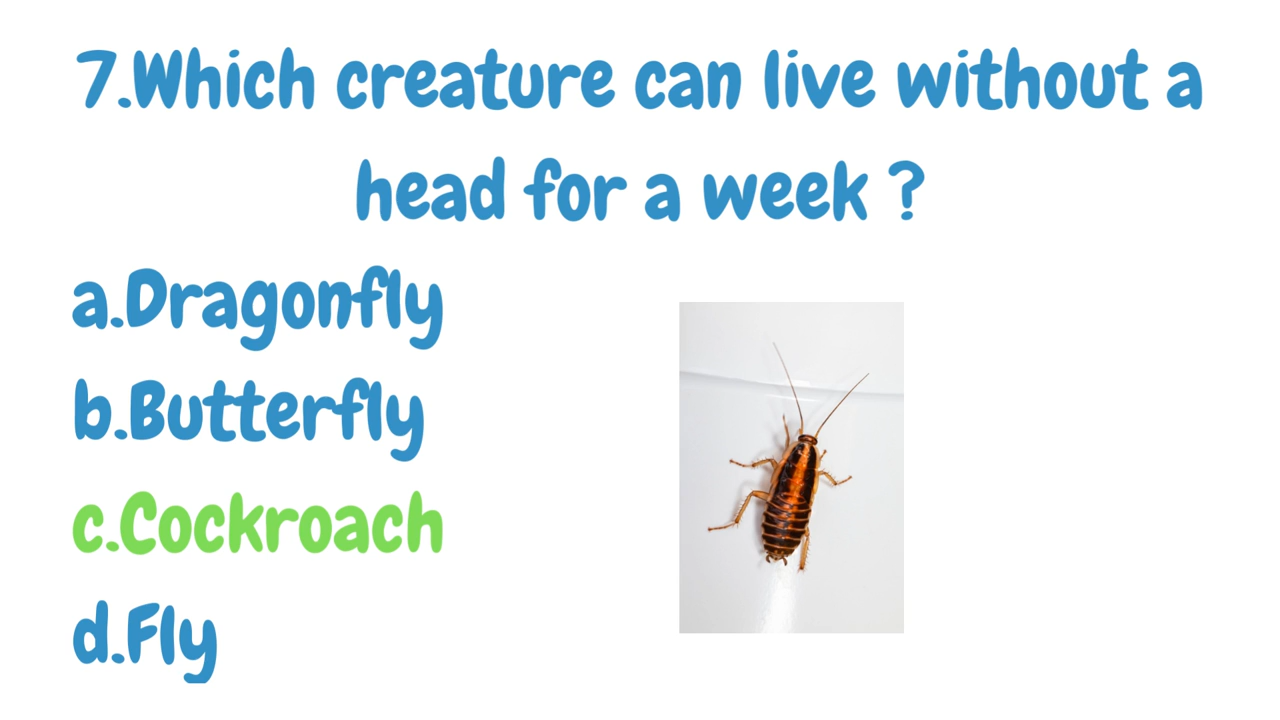 7.Which creature can live without a
head for a week ?
a.Dragonfly
b.Butterfly
c.Cockroach
d.Fly